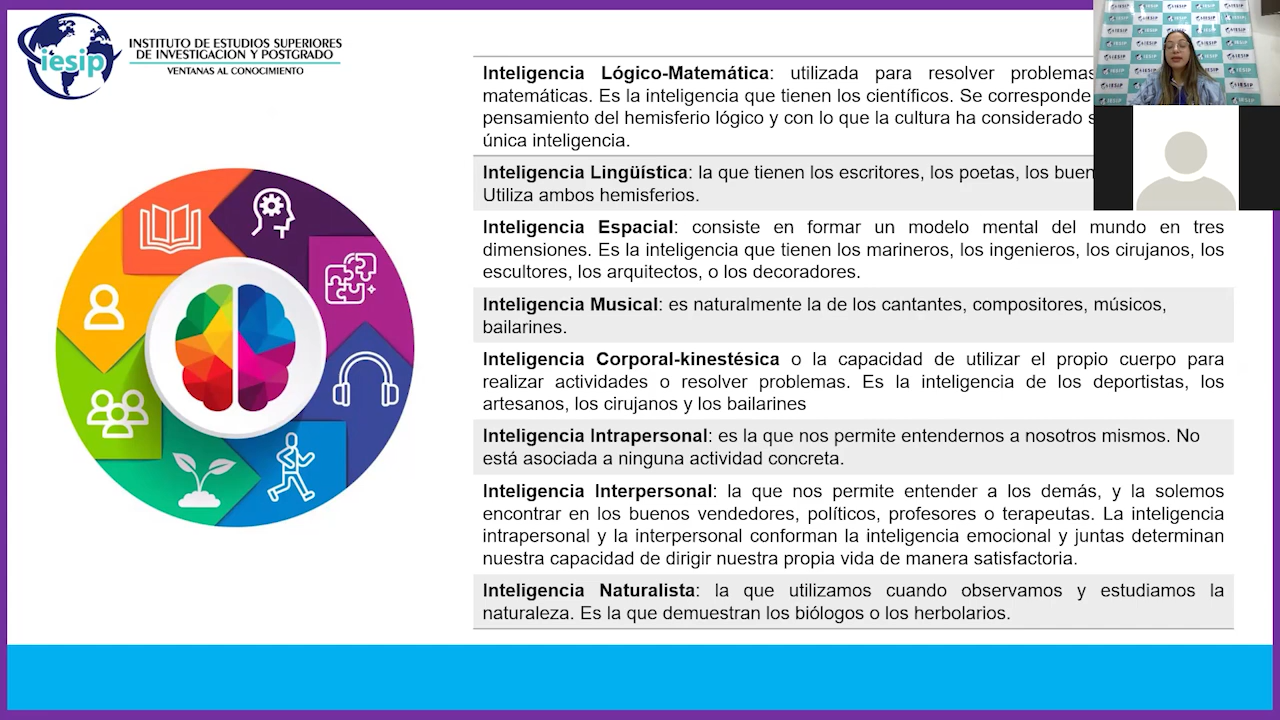 iesip
INSTITUTO DE ESTUDIOS SUPERIORES
DE INVESTIGACION Y POSTGRADO
VENTANAS AL CONOCIMIENTO
Inteligencia Lógico-Matemática: utilizada para resolver problemas
matemáticas. Es la inteligencia que tienen los científicos. Se corresponde
pensamiento del hemisferio lógico y con lo que la cultura ha considerado
única inteligencia.
Inteligencia Lingüística: la que tienen los escritores, los poetas, los
Utiliza ambos hemisferios.
Inteligencia Espacial: consiste en formar un modelo mental del mundo en tres
dimensiones. Es la inteligencia que tienen los marineros, los ingenieros, los cirujanos, los
escultores, los arquitectos, o los decoradores.
Inteligencia Musical: es naturalmente la de los cantantes, compositores, músicos,
bailarines.
Inteligencia Corporal-kinestésica o la capacidad de utilizar el propio cuerpo para
realizar actividades o resolver problemas. Es la inteligencia de los deportistas, los
artesanos, los cirujanos y los bailarines
Inteligencia Intrapersonal: es la que nos permite entendernos a nosotros mismos. No
está asociada a ninguna actividad concreta.
Inteligencia Interpersonal: la que nos permite entender a los demás, y la solemos
encontrar en los buenos vendedores, políticos, profesores o terapeutas. La inteligencia
intrapersonal y la interpersonal conforman la inteligencia emocional y juntas determinan
nuestra capacidad de dirigir nuestra propia vida de manera satisfactoria.
Inteligencia Naturalista: la que utilizamos cuando observamos y estudiamos la
naturaleza. Es la que demuestran los biólogos o los herbolarios.